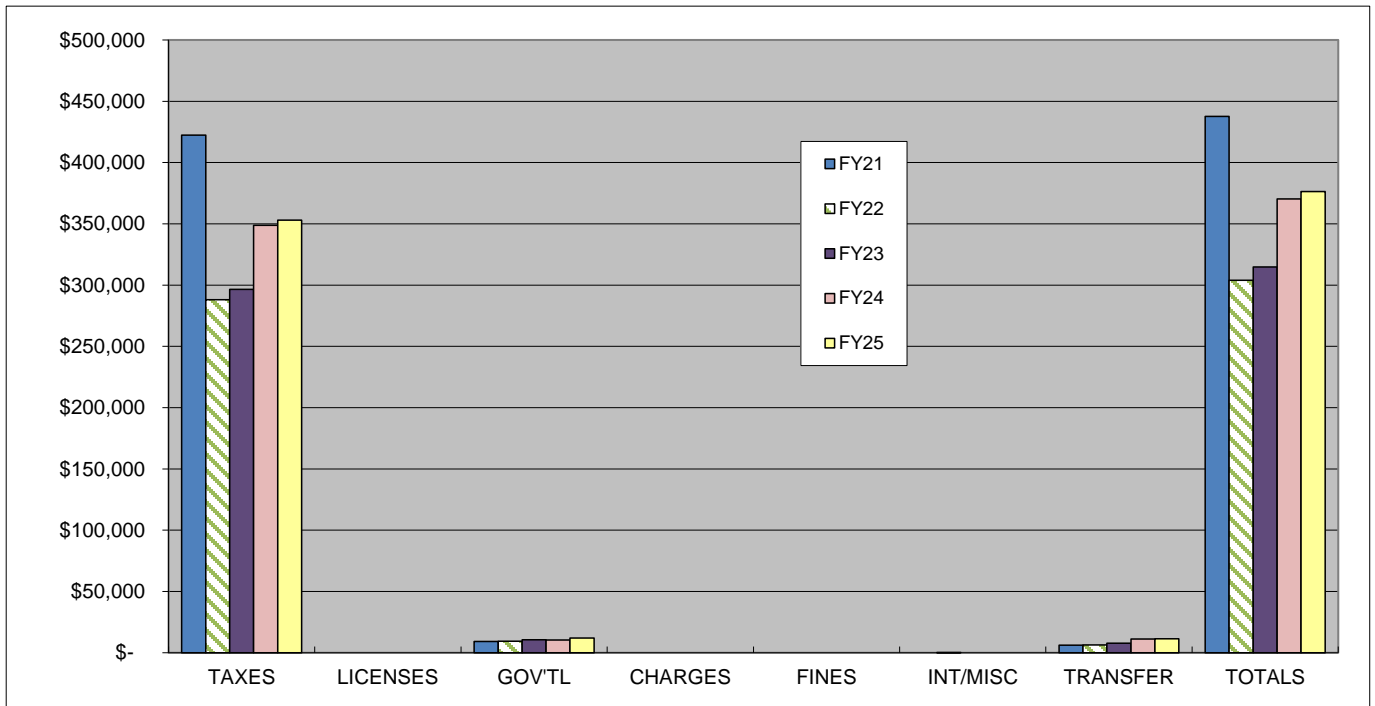 $500,000
$450,000
$400,000
$350,000
$300,000
$250,000
$200,000
$150,000
$100,000
$50,000
$-
FY21
FY22
FY23
FY24
FY25
TAXES LICENSES GOV'TL CHARGES FINES INT/MISC TRANSFER TOTALS